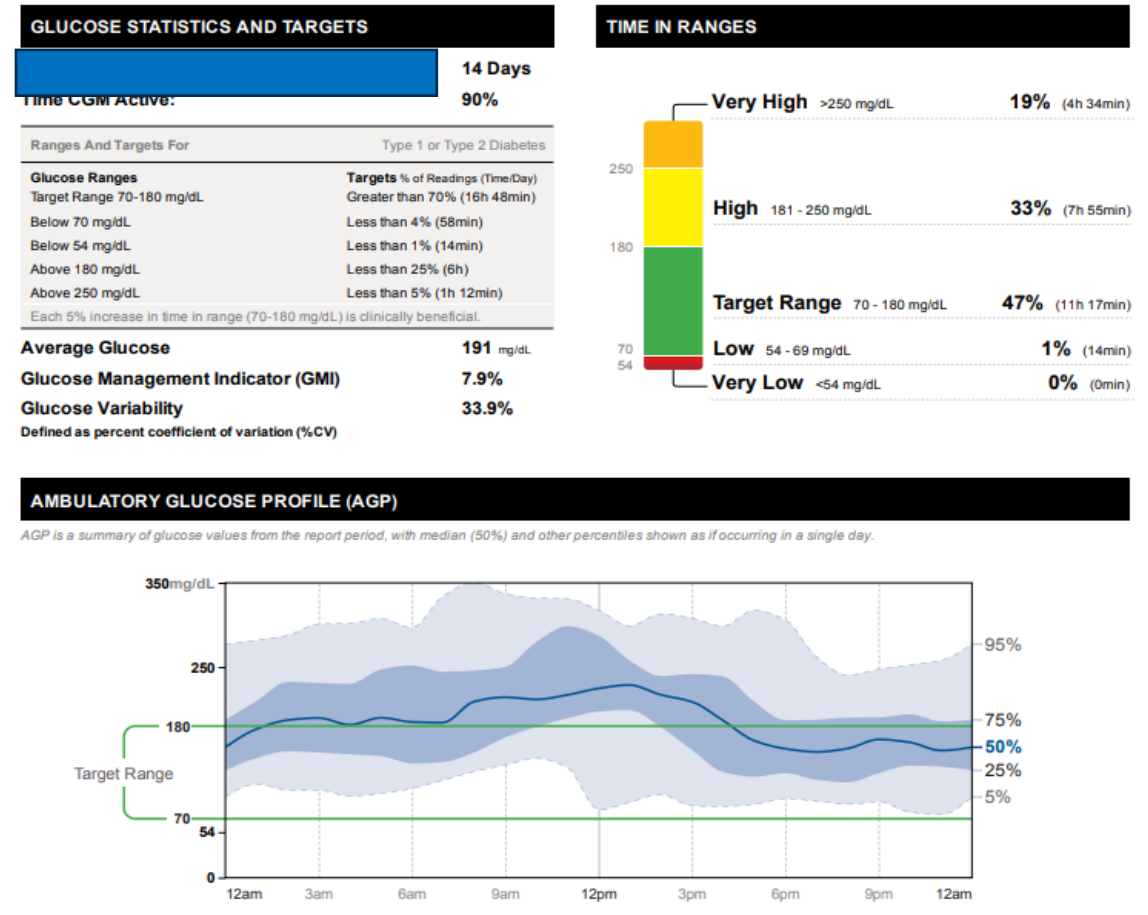 GLUCOSE STATISTICS AND TARGETS
14 Days
Time CGM Active: 90%
Ranges And Targets For Type 1 or Type 2 Diabetes
Glucose Ranges Targets % of Readings (Time/Day)
Target Range 70-180 mg/dL Greater than 70% (16h 48min)
Below 70 mg/dL Less than 4% (58min)
Below 54 mg/dL Less than 1% (14min)
Above 180 mg/dL Less than 25% (6h)
Above 250 mg/dL Less than 5% (1h 12min)
Each 5% increase in time in range (70-180 mg/dL) is clinically beneficial.
Average Glucose 191 mg/dL
Glucose Management Indicator (GMI) 7.9%
Glucose Variability 33.9%
Defined as percent coefficient of variation (%CV)
TIME IN RANGES
Very High >250 mg/dL 19% (4h 34min)
250
High 181 - 250 mg/dL 33% (7h 55min)
180
Target Range 70 - 180 mg/dL 47% (11h 17min)
70
Low 54 - 69 mg/dL 1% (14min)
54
Very Low <54 mg/dL 0% (0min)
AMBULATORY GLUCOSE PROFILE (AGP)
AGP is a summary of glucose values from the report period, with median (50%) and other percentiles shown as if occurring in a single day.
350mg/dL
95%
250
180
75%
50%
Target Range
25%
5%
70
54
0
12am 3am 6am 9am 12pm 3pm 6pm 9pm 12am